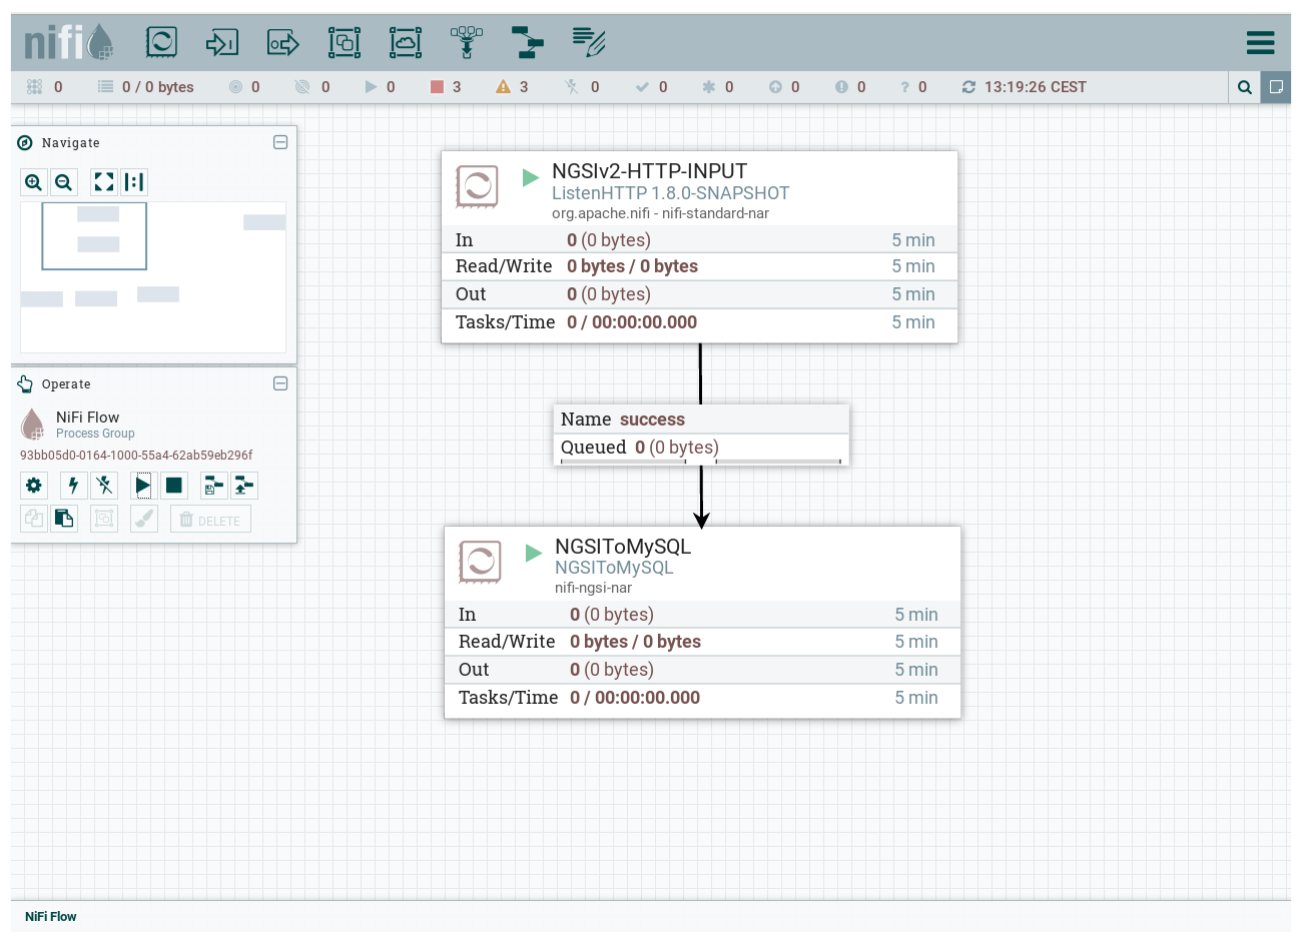 nifi
0 0 / 0 bytes 0 0 0 3 3 0 0 0 0 0 ? 0 13:19:26 CEST
Navigate
Operate
NiFi Flow
Process Group
93bb05d0-0164-1000-55a4-62ab59eb296f
DELETE
NGSIv2-HTTP-INPUT
ListenHTTP 1.8.0-SNAPSHOT
org.apache.nifi - nifi-standard-nar
In 0 (0 bytes) 5 min
Read/Write 0 bytes / 0 bytes 5 min
Out 0 (0 bytes) 5 min
Tasks/Time 0 / 00:00:00.000 5 min
Name success
Queued 0 (0 bytes)
NGSIToMySQL
NGSIToMySQL
nifi-ngsi-nar
In 0 (0 bytes) 5 min
Read/Write 0 bytes / 0 bytes 5 min
Out 0 (0 bytes) 5 min
Tasks/Time 0 / 00:00:00.000 5 min
NiFi Flow